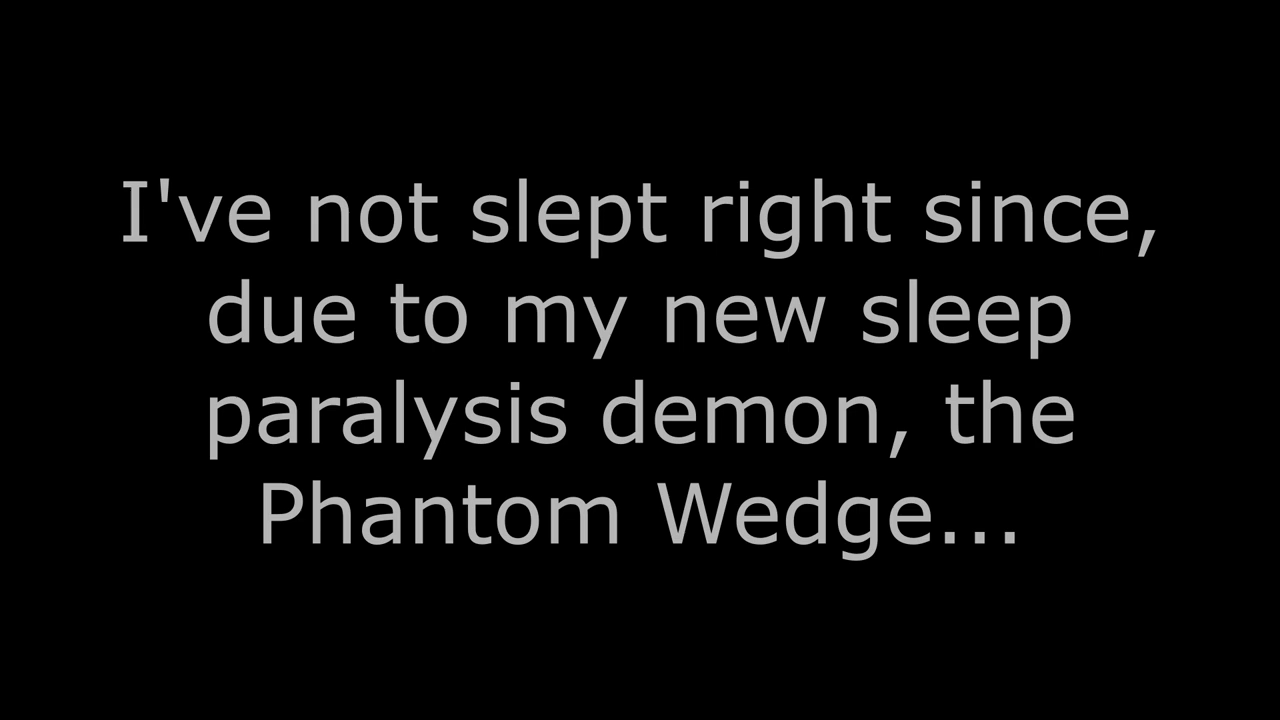 I've not slept right since,
due to my new sleep
paralysis demon, the
Phantom Wedge...